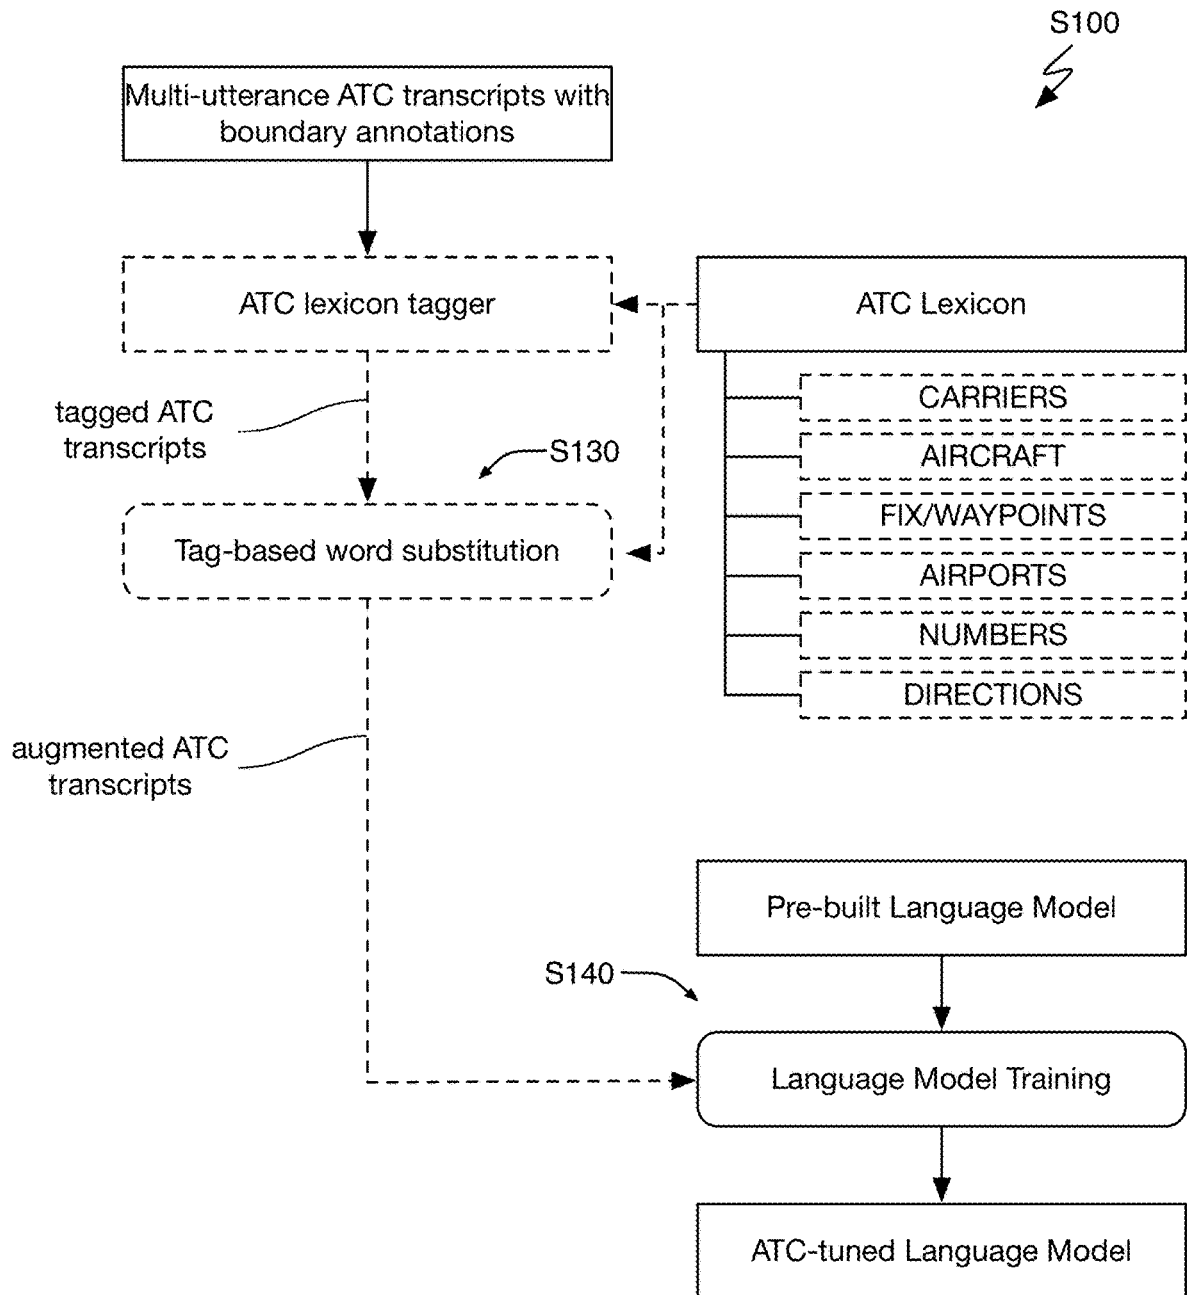 S100
Multi-utterance ATC transcripts with
boundary annotations
ATC lexicon tagger
ATC Lexicon
CARRIERS
tagged ATC
transcripts
S130
AIRCRAFT
FIX/WAYPOINTS
Tag-based word substitution
AIRPORTS
NUMBERS
DIRECTIONS
augmented ATC
transcripts
Pre-built Language Model
S140
Language Model Training
ATC-tuned Language Model